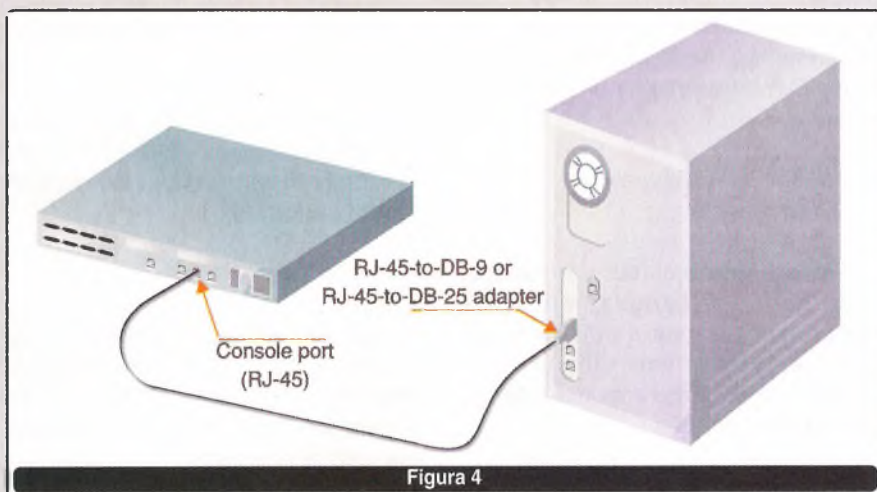 RJ-45-to-DB-9 or
RJ-45-to-DB-25 adapter
Console port
(RJ-45)
Figura 4